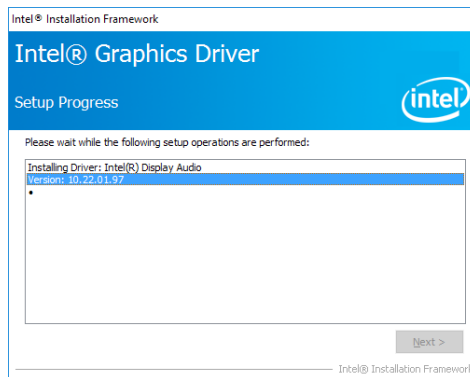 Intel® Installation Framework
Intel® Graphics Driver
Setup Progress
intel
Please wait while the following setup operations are performed:
Installing Driver: Intel(R) Display Audio
Version: 10.22.01.97
•
Next >
Intel® Installation Framework